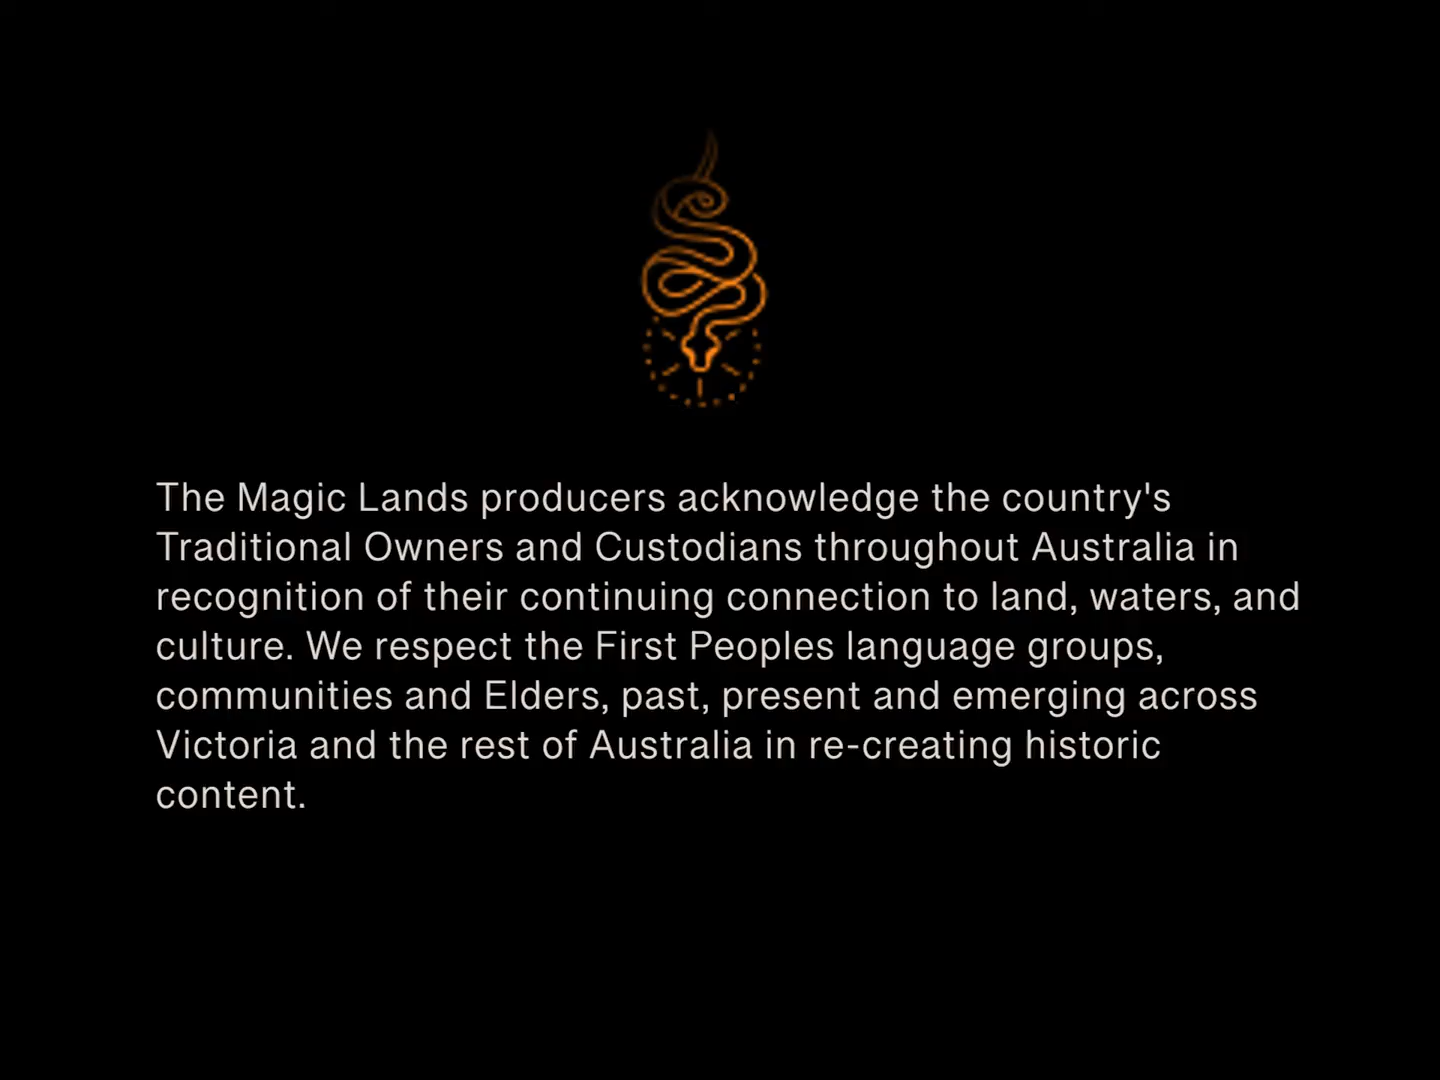 The Magic Lands producers acknowledge the country's
Traditional Owners and Custodians throughout Australia in
recognition of their continuing connection to land, waters, and
culture. We respect the First Peoples language groups,
communities and Elders, past, present and emerging across
Victoria and the rest of Australia in re-creating historic
content.